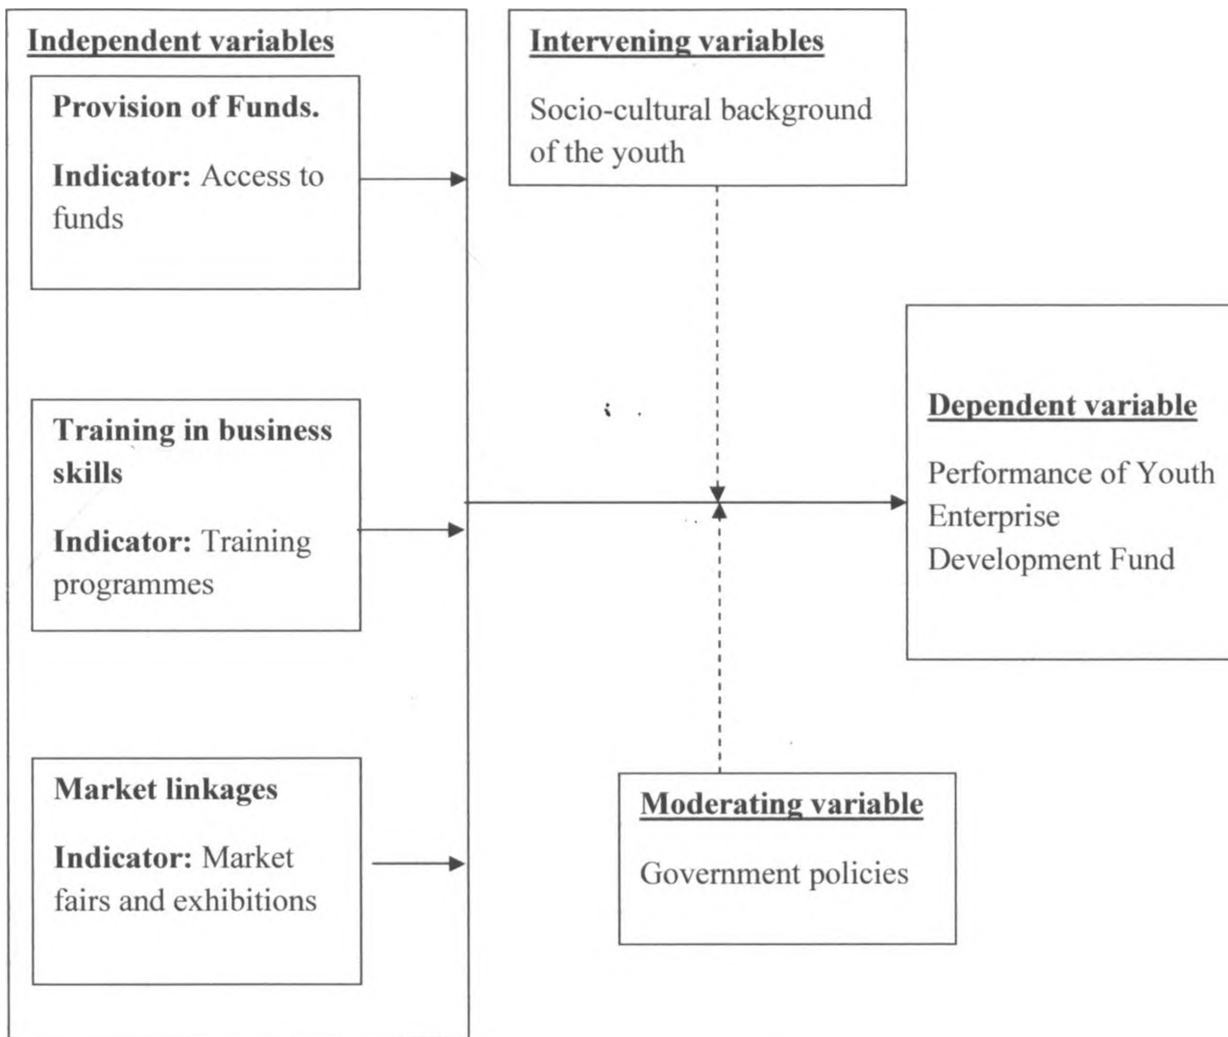 Independent variables
Provision of Funds.
Indicator: Access to
funds
Training in business
skills
Indicator: Training
programmes
Market linkages
Indicator: Market
fairs and exhibitions
Intervening variables
Socio-cultural background
of the youth
Moderating variable
Government policies
Dependent variable
Performance of Youth
Enterprise
Development Fund